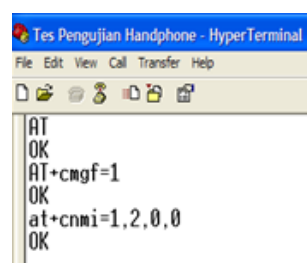 Tes Pengujian Handphone - HyperTerminal
File Edit View Call Transfer Help
AT
OK
AT+cmgf=1
OK
at+cnmi=1,2,0,0
OK